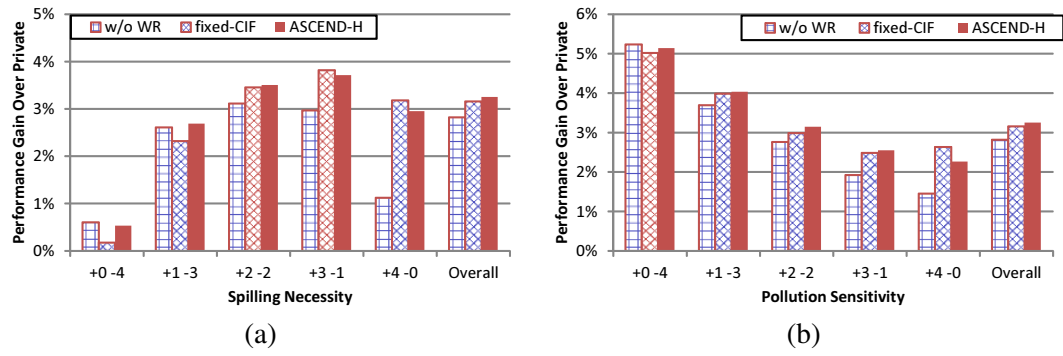 5%
4%
3%
2%
1%
0%
Performance Gain Over Private
w/o WR fixed-CIF ASCEND-H
+0 -4 +1 -3 +2 -2 +3 -1 +4 -0 Overall
Spilling Necessity
(a)
6%
5%
4%
3%
2%
1%
0%
Performance Gain Over Private
w/o WR fixed-CIF ASCEND-H
+0 -4 +1 -3 +2 -2 +3 -1 +4 -0 Overall
Pollution Sensitivity
(b)